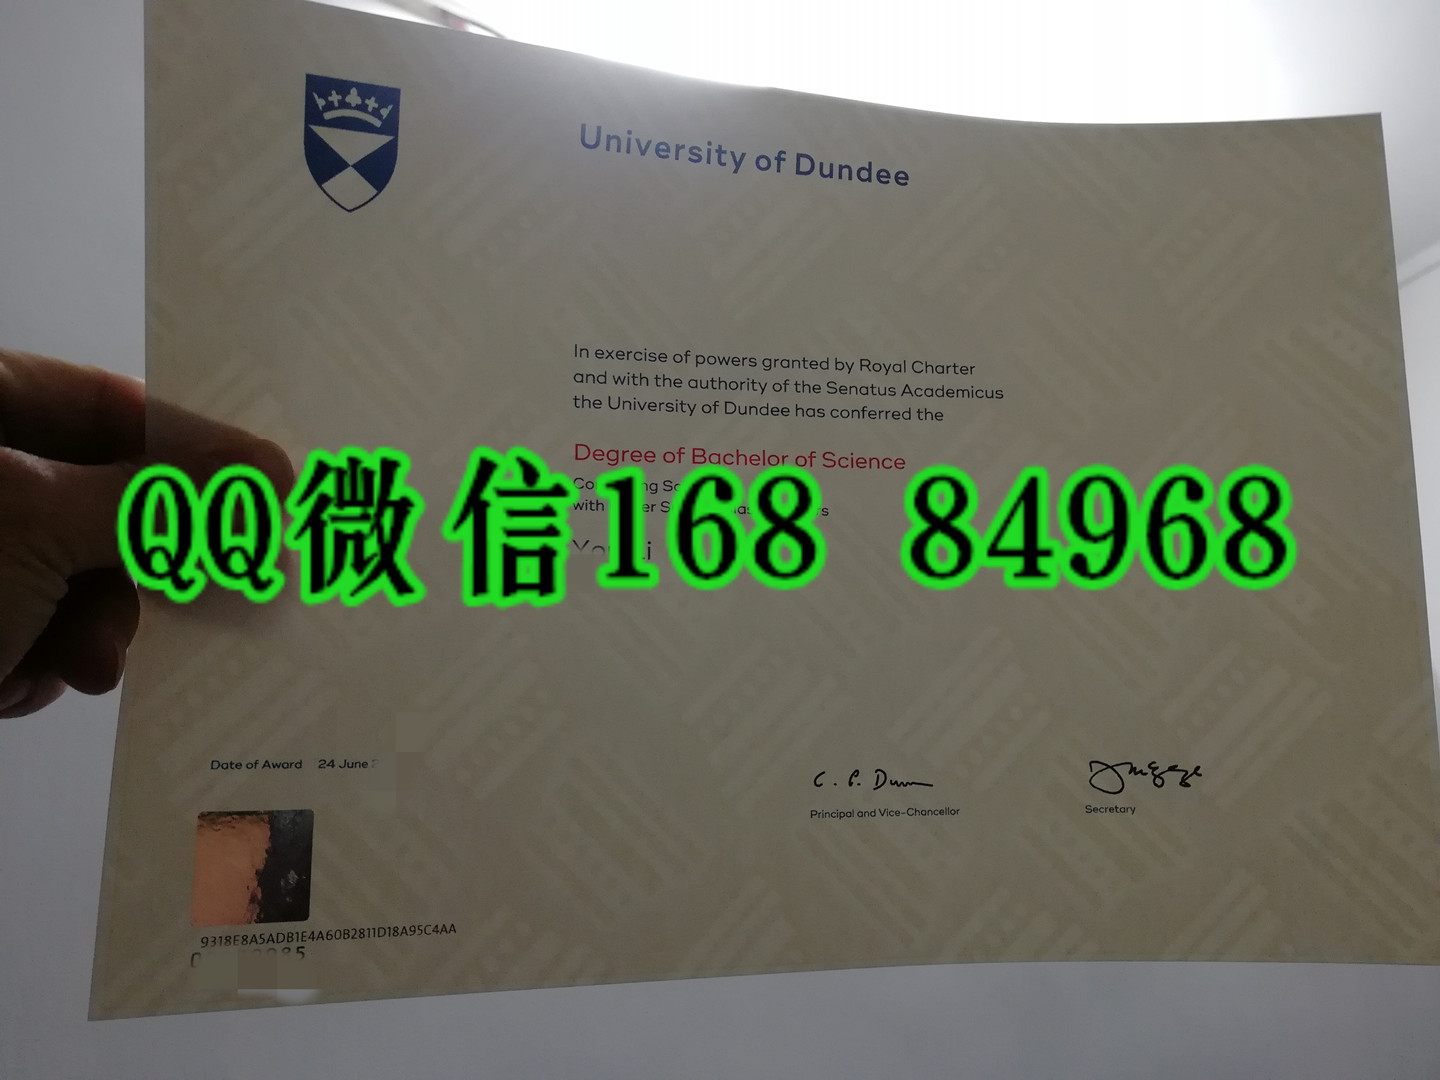 University of Dundee
In exercise of powers granted by Royal Charter
and with the authority of the Senatus Academicus
the University of Dundee has conferred the
Degree of Bachelor of Science
with
QQ微信168 84968
Date of Award 24 June
C. P. Dunn
Principal and Vice-Chancellor
Secretary
9318E8A5ADB1E4A60B2811D18A95C4AA